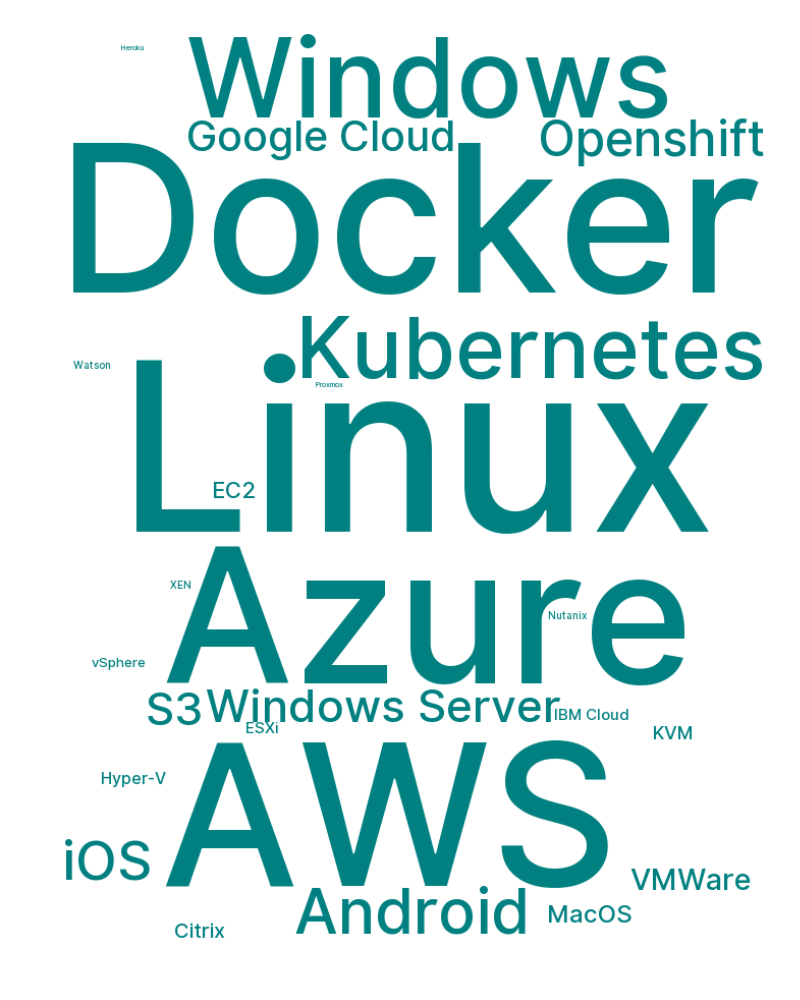 Heroku
Windows
Google Cloud
Openshift
Docker
Kubernetes
Watson
Proxmox
Linux
EC2
Azure
XEN
Nutanix
vSphere
S3
Windows Server
IBM Cloud
ESXi
KVM
AWS
Hyper-V
iOS
VMWare
Android
MacOS
Citrix